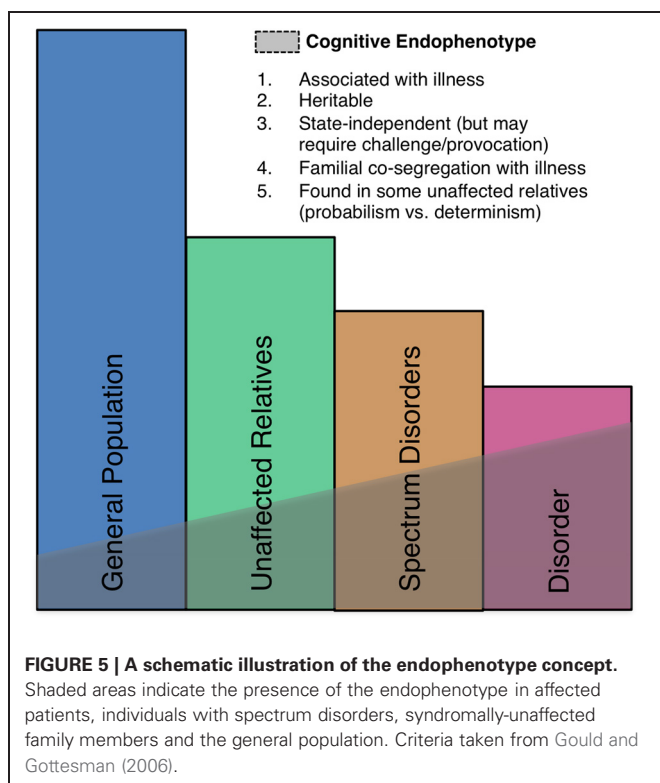 Cognitive Endophenotype
1. Associated with illness
2. Heritable
3. State-independent (but may
require challenge/provocation)
4. Familial co-segregation with illness
5. Found in some unaffected relatives
(probabilism vs. determinism)
General Population
Unaffected Relatives
Spectrum Disorders
Disorder
FIGURE 5 | A schematic illustration of the endophenotype concept.
Shaded areas indicate the presence of the endophenotype in affected
patients, individuals with spectrum disorders, syndromally-unaffected
family members and the general population. Criteria taken from Gould and
Gottesman (2006).